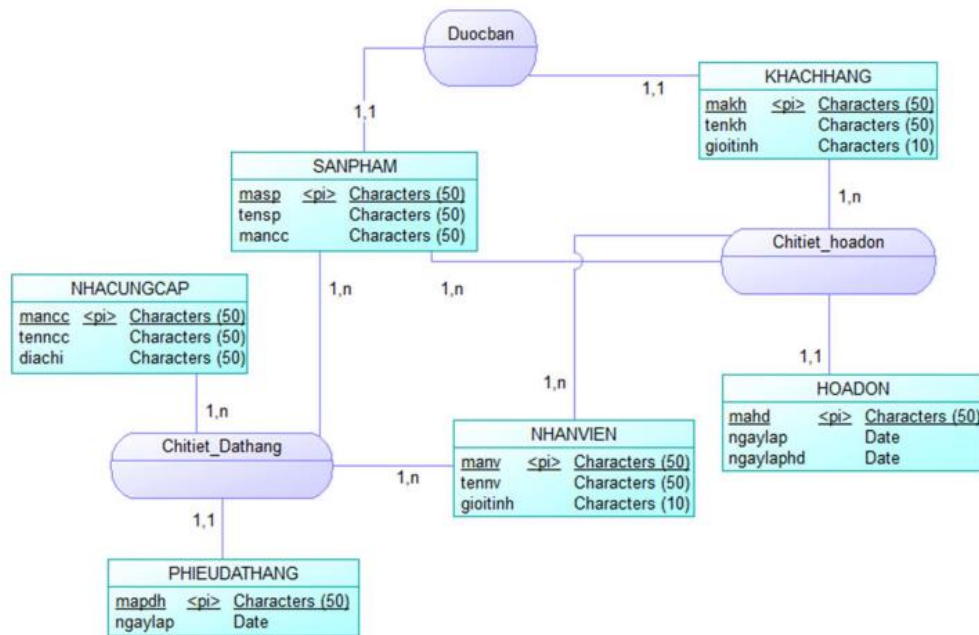 Duocban
1,1
1,1
KHACHHANG
makh <pi> Characters (50)
tenkh Characters (50)
gioitinh Characters (10)
SANPHAM
masp <pi> Characters (50)
tensp Characters (50)
mancc Characters (50)
1,n
Chitiet_hoadon
1,n
1,n
NHACUNGCAP
mancc <pi> Characters (50)
tenncc Characters (50)
diachi Characters (50)
1,1
HOADON
mahd <pi> Characters (50)
ngaylap Date
ngaylaphd Date
1,n
1,n
Chitiet_Dathang
1,n
NHANVIEN
manv <pi> Characters (50)
tennv Characters (50)
gioitinh Characters (10)
1,1
PHIEUDATHANG
mapdh <pi> Characters (50)
ngaylap Date